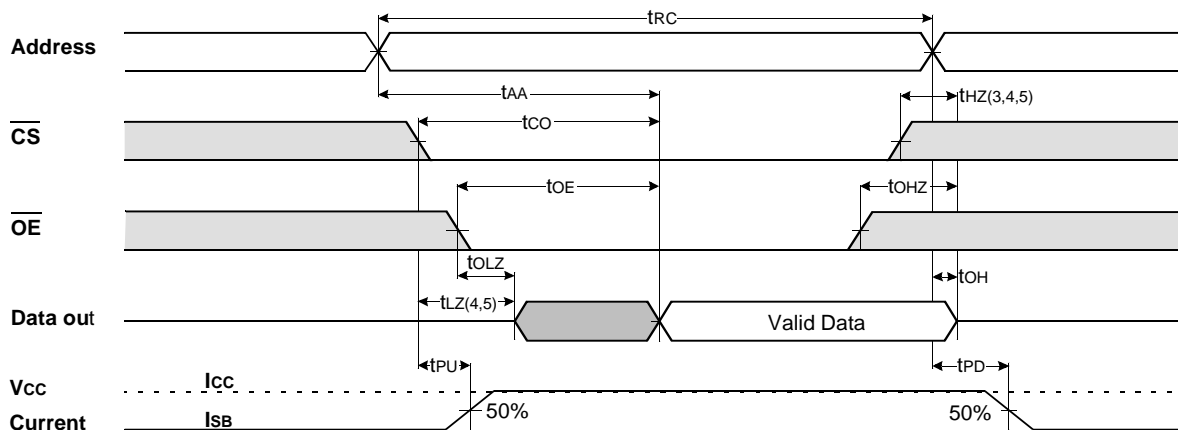 tRC
Address
tAA
tHZ(3,4,5)
CS
tCO
tOE
tOHZ
OE
tOLZ
tOH
tLZ(4,5)
Data out
Valid Data
tPU
tPD
VCC
ICC
50%
50%
Current
ISB